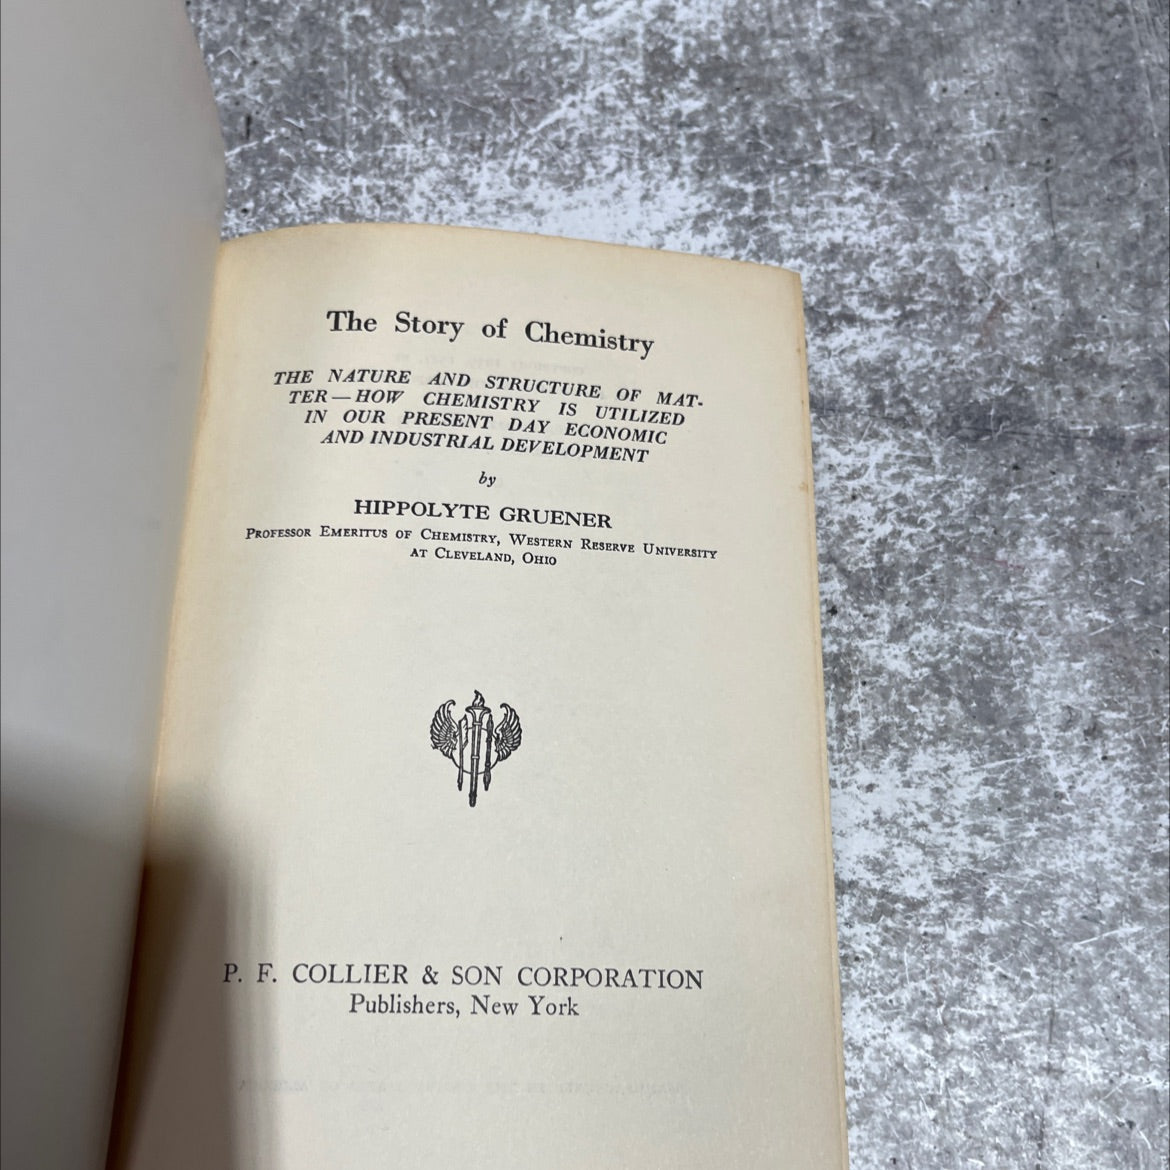 The Story of Chemistry
THE NATURE AND STRUCTURE OF MAT-
TER — HOW CHEMISTRY IS UTILIZED
IN OUR PRESENT DAY ECONOMIC
AND INDUSTRIAL DEVELOPMENT
by
HIPPOLYTE GRUENER
PROFESSOR EMERITUS OF CHEMISTRY, WESTERN RESERVE UNIVERSITY
AT CLEVELAND, OHIO
P. F. COLLIER & SON CORPORATION
Publishers, New York